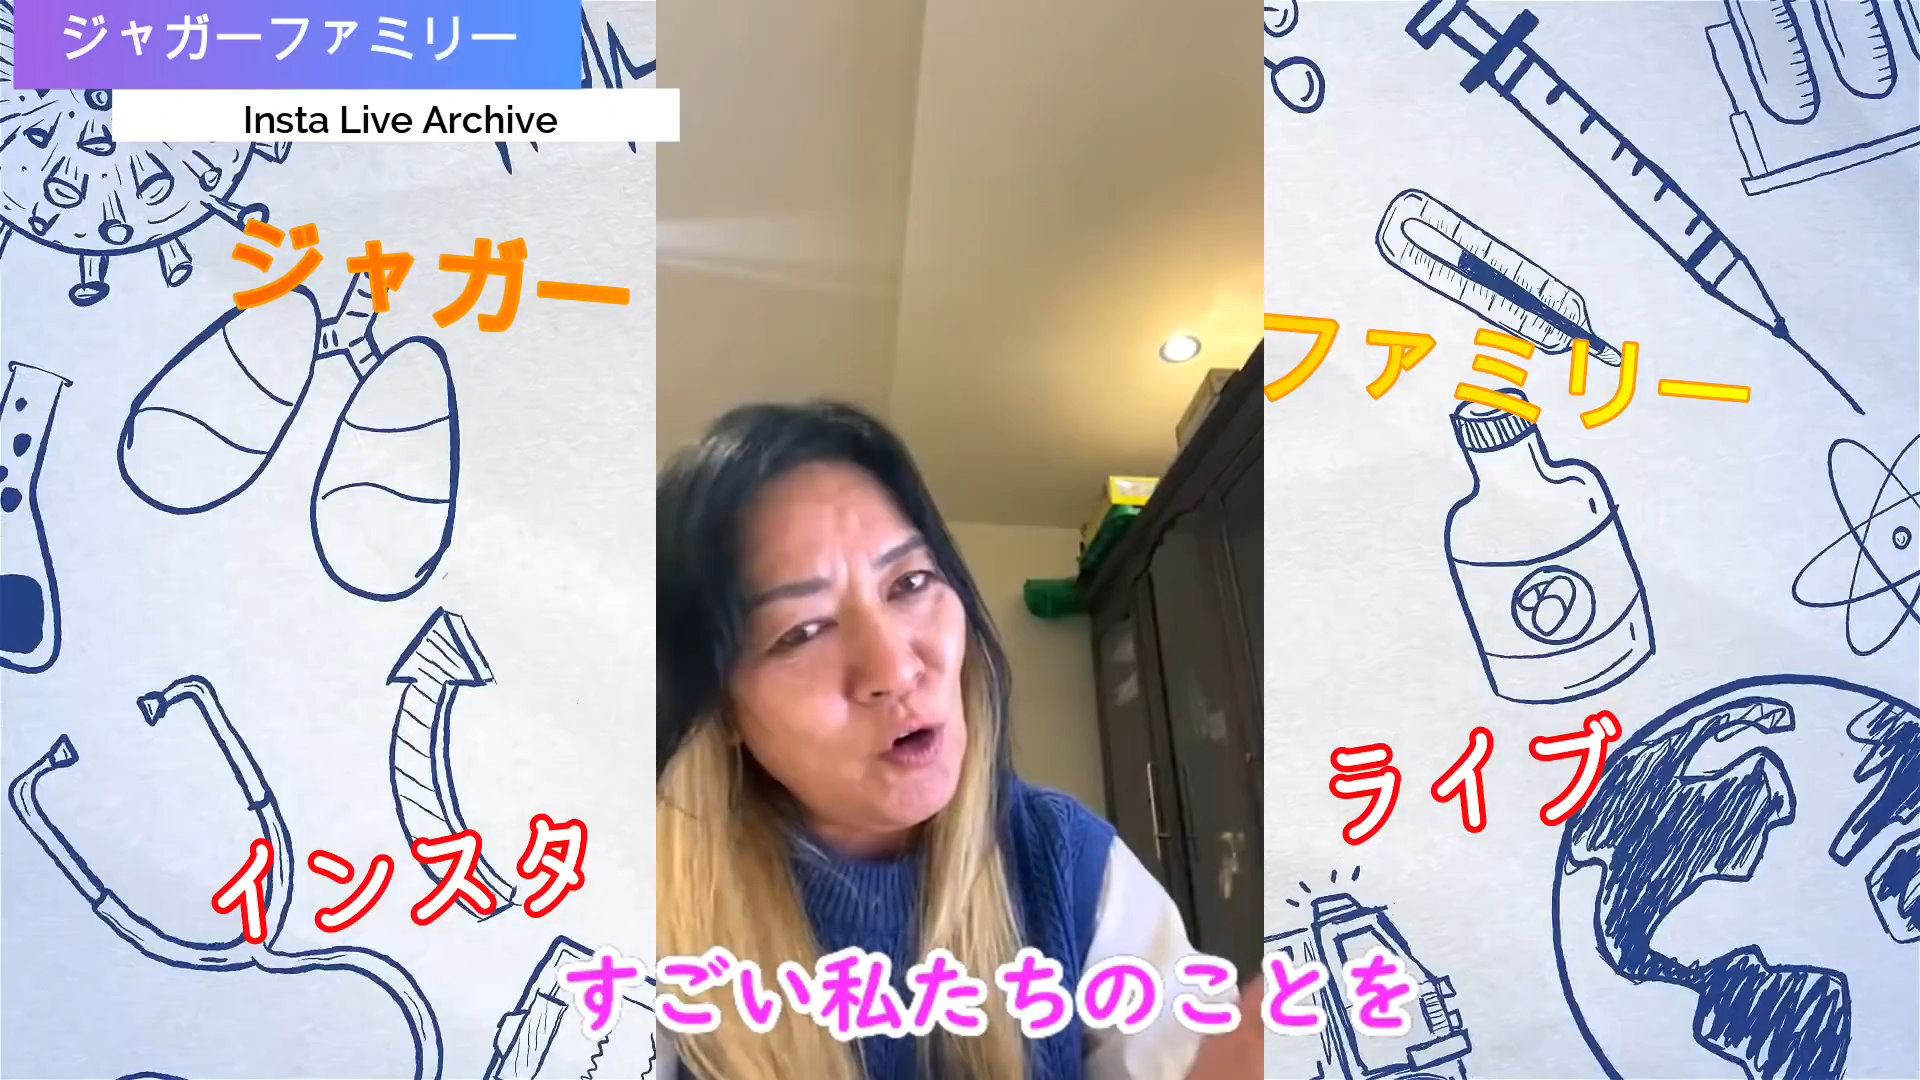 ジャガーファミリー
Insta Live Archive
ジャガー
ファミリー
インスタ
ライブ
すごい私たちのことを